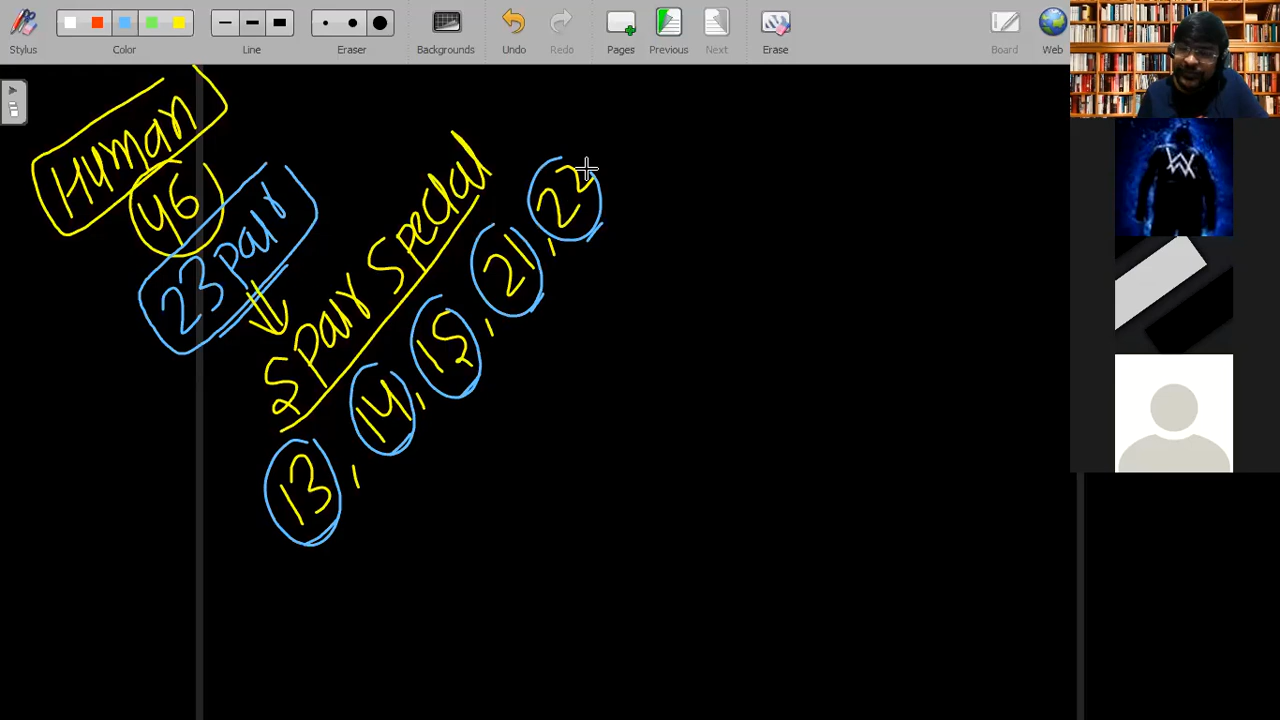 Stylus
Color
Line
Eraser
Backgrounds
Undo
Redo
Pages
Previous
Next
Erase
Board
Web
Human
46
23 pair
5 pair special
13, 14, 15, 21, 22